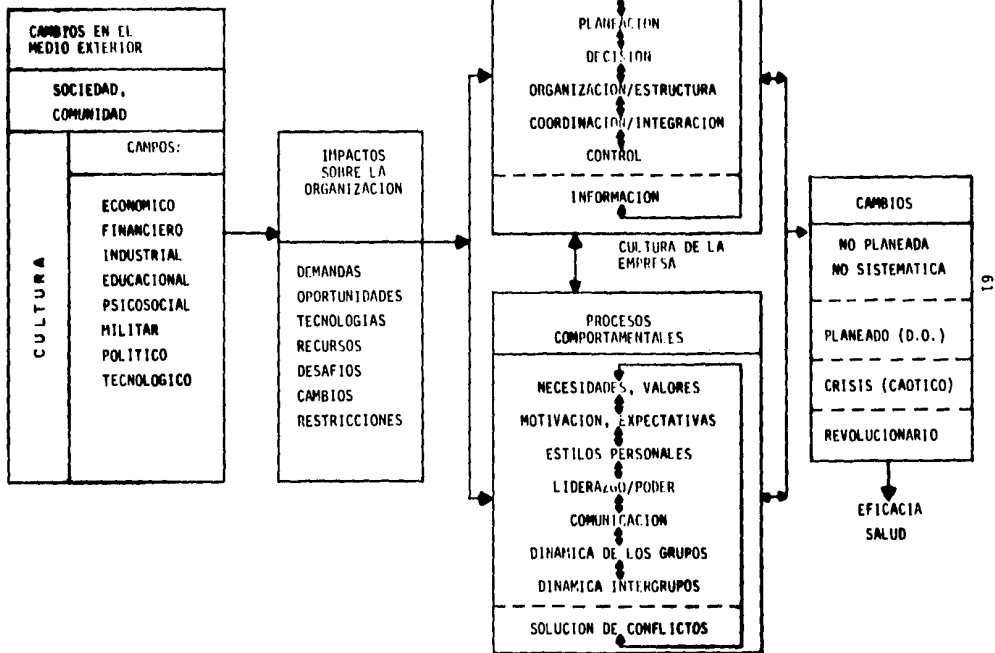 CAMBIOS EN EL
MEDIO EXTERIOR
SOCIEDAD,
COMUNIDAD
CULTURA
CAMPOS:
ECONOMICO
FINANCIERO
INDUSTRIAL
EDUCACIONAL
PSICOSOCIAL
MILITAR
POLITICO
TECNOLOGICO
IMPACTOS
SOBRE LA
ORGANIZACION
DEMANDAS
OPORTUNIDADES
TECNOLOGIAS
RECURSOS
DESAFIOS
CAMBIOS
RESTRICCIONES
PLANEACION
DECISION
ORGANIZACION/ESTRUCTURA
COORDINACION/INTEGRACION
CONTROL
INFORMACION
CULTURA DE LA
EMPRESA
PROCESOS
COMPORTAMENTALES
NECESIDADES, VALORES
MOTIVACION, EXPECTATIVAS
ESTILOS PERSONALES
LIDERAZGO/PODER
COMUNICACION
DINAMICA DE LOS GRUPOS
DINAMICA INTERGRUPOS
SOLUCION DE CONFLICTOS
CAMBIOS
NO PLANEADA
NO SISTEMATICA
PLANEADO (D.O.)
CRISIS (CAOTICO)
REVOLUCIONARIO
EFICACIA
SALUD
61